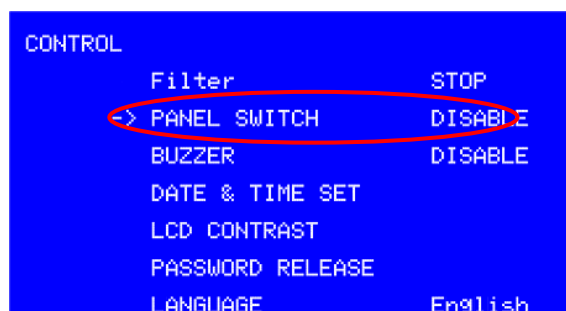 CONTROL
Filter STOP
-> PANEL SWITCH DISABLE
BUZZER DISABLE
DATE & TIME SET
LCD CONTRAST
PASSWORD RELEASE
LANGUAGE English